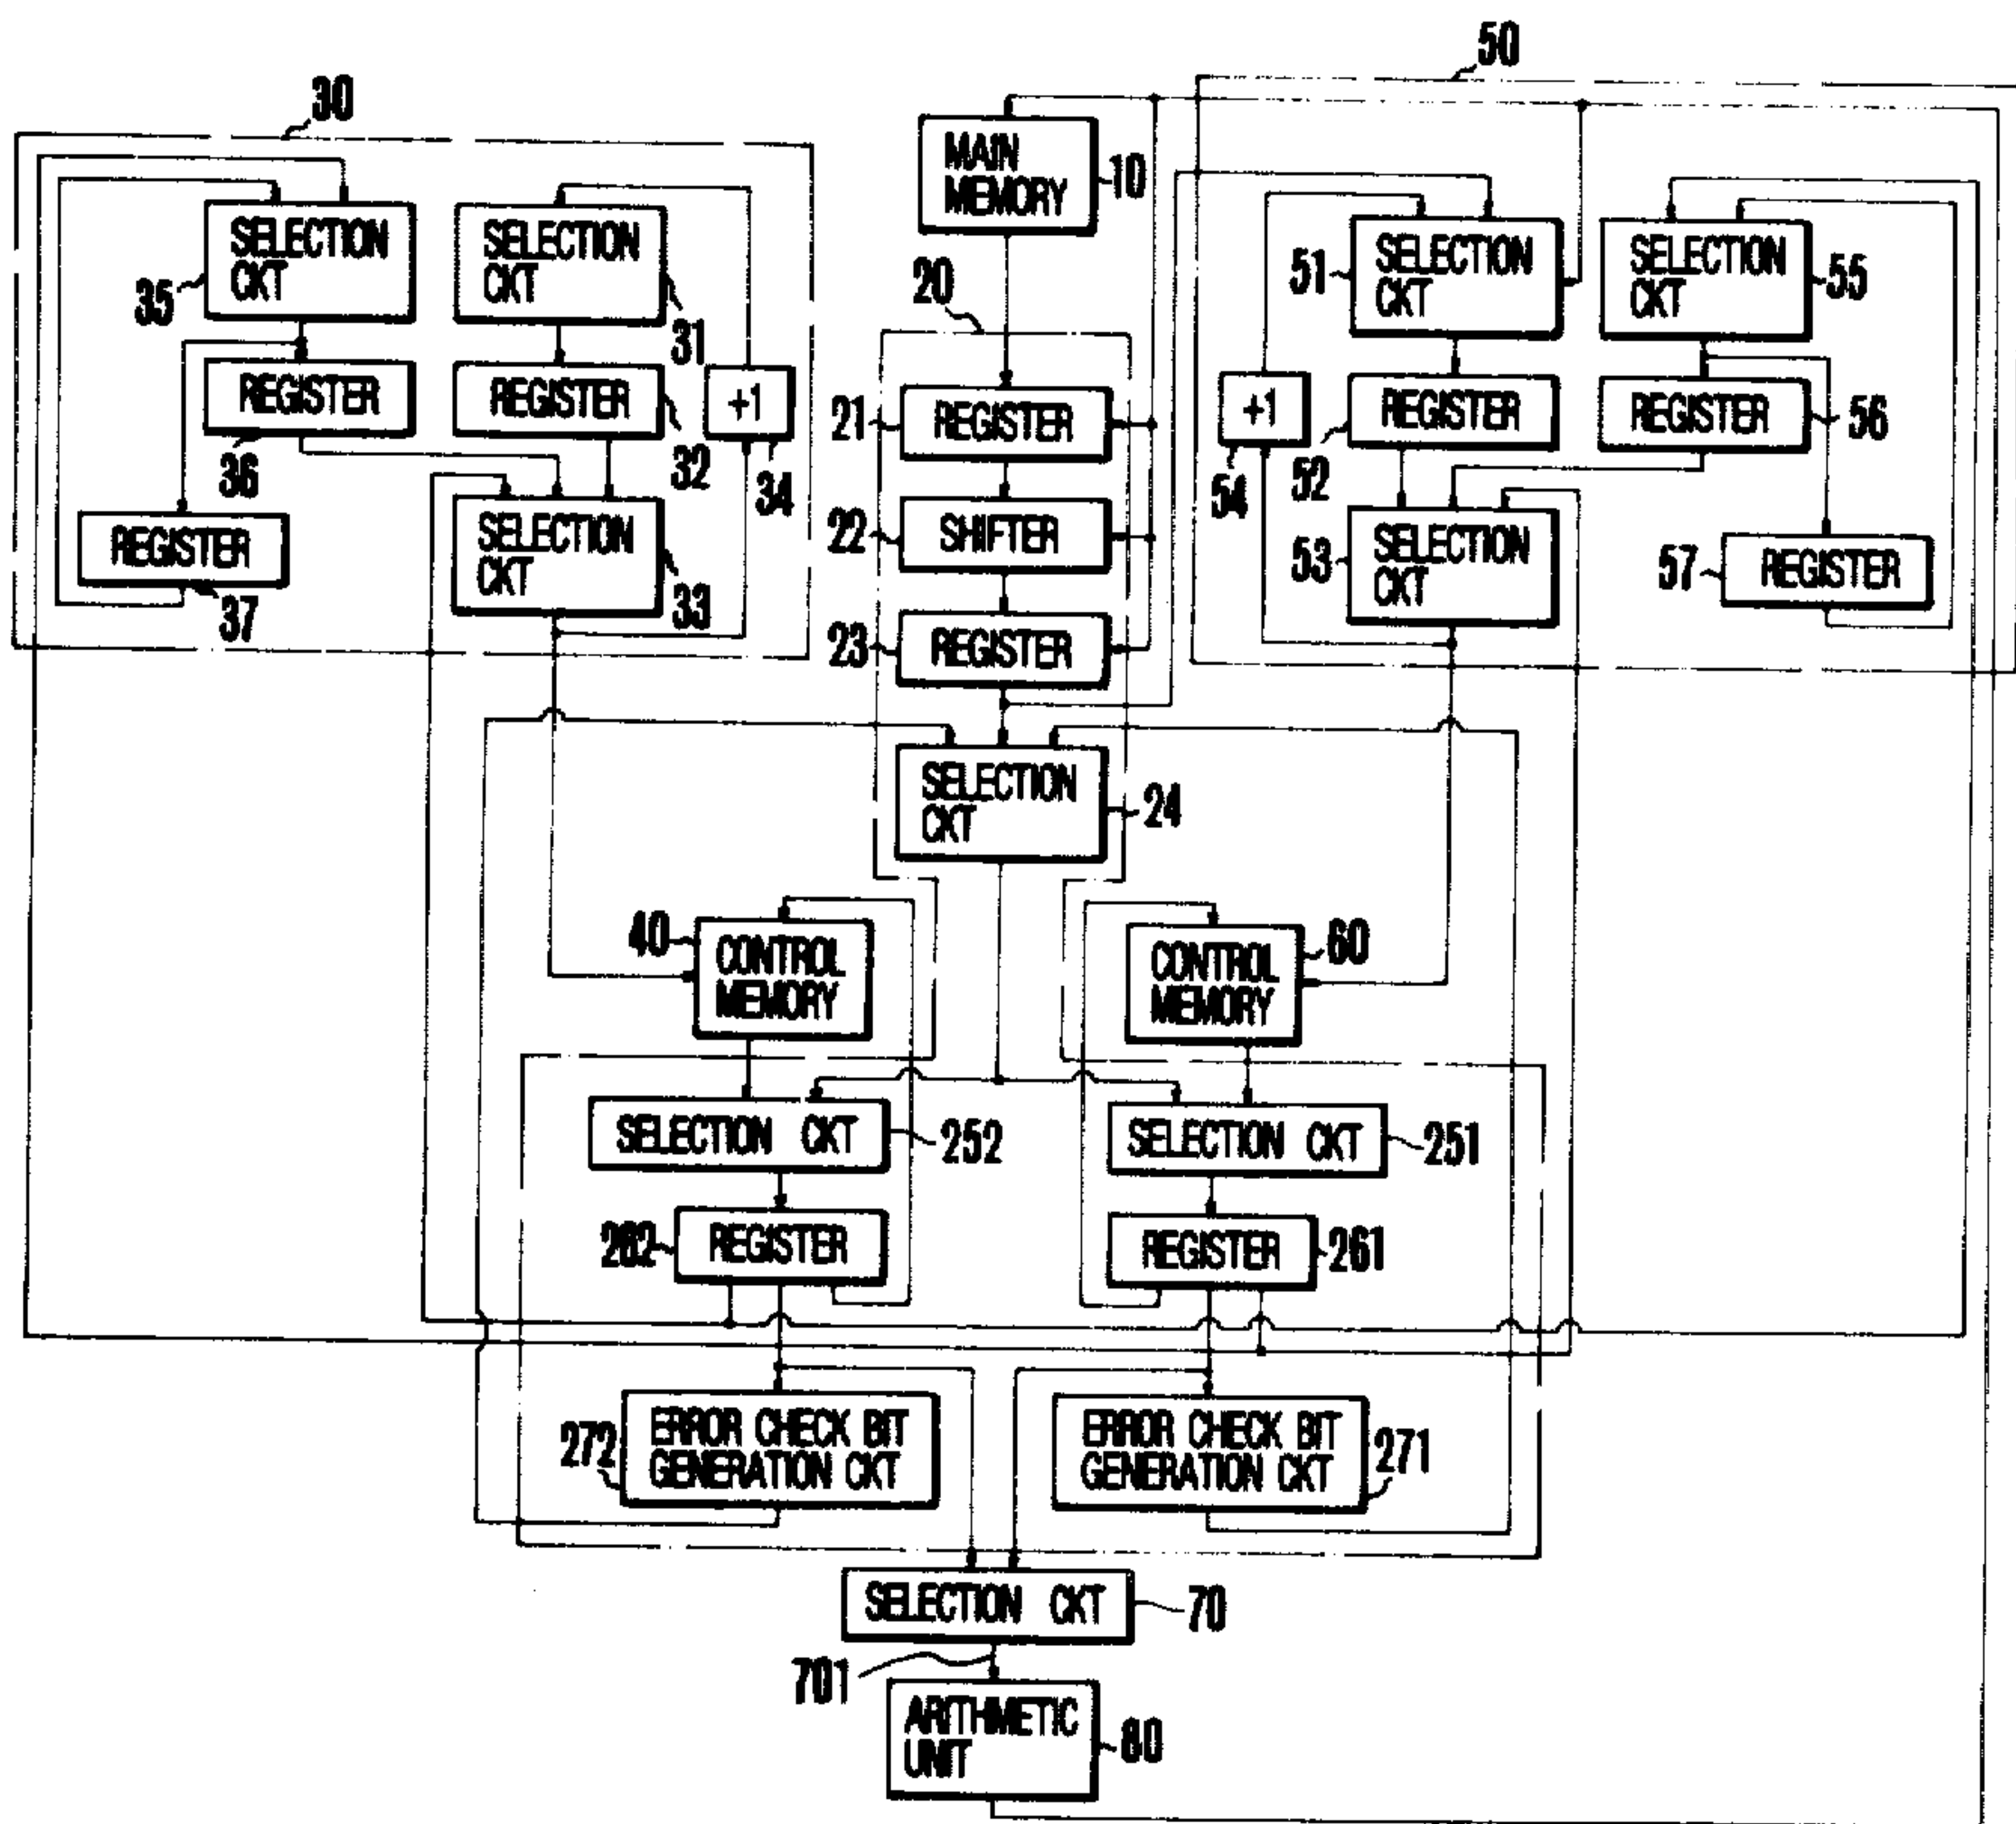 50
30
MAIN
MEMORY
10
SELECTION
CKT
35
SELECTION
CKT
31
20
51
SELECTION
CKT
SELECTION
CKT
55
REGISTER
36
REGISTER
32
+1
34
21
REGISTER
+1
54
52
REGISTER
REGISTER
56
REGISTER
37
SELECTION
CKT
33
22
SHIFTER
53
SELECTION
CKT
57
REGISTER
23
REGISTER
SELECTION
CKT
24
40
CONTROL
MEMORY
CONTROL
MEMORY
60
SELECTION CKT
252
SELECTION CKT
251
262
REGISTER
REGISTER
261
272
ERROR CHECK BIT
GENERATION CKT
ERROR CHECK BIT
GENERATION CKT
271
SELECTION CKT
70
701
ARITHMETIC
UNIT
80